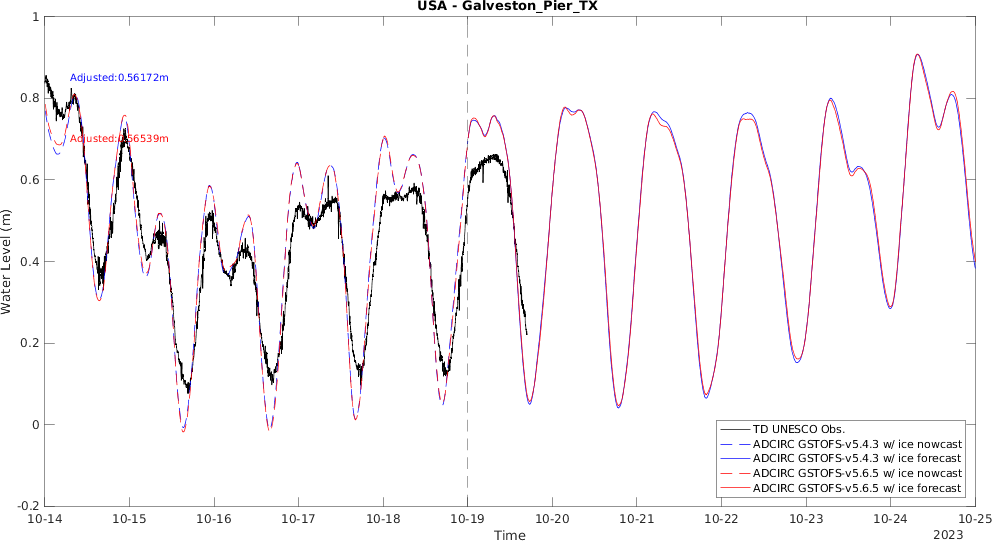 USA - Galveston_Pier_TX
1
0.8
0.6
0.4
0.2
0
-0.2
Water Level (m)
Adjusted:0.56172m
Adjusted:0.56539m
TD UNESCO Obs.
ADCIRC GSTOFS-v5.4.3 w/ ice nowcast
ADCIRC GSTOFS-v5.4.3 w/ ice forecast
ADCIRC GSTOFS-v5.6.5 w/ ice nowcast
ADCIRC GSTOFS-v5.6.5 w/ ice forecast
10-14 10-15 10-16 10-17 10-18 10-19 10-20 10-21 10-22 10-23 10-24 10-25
Time
2023